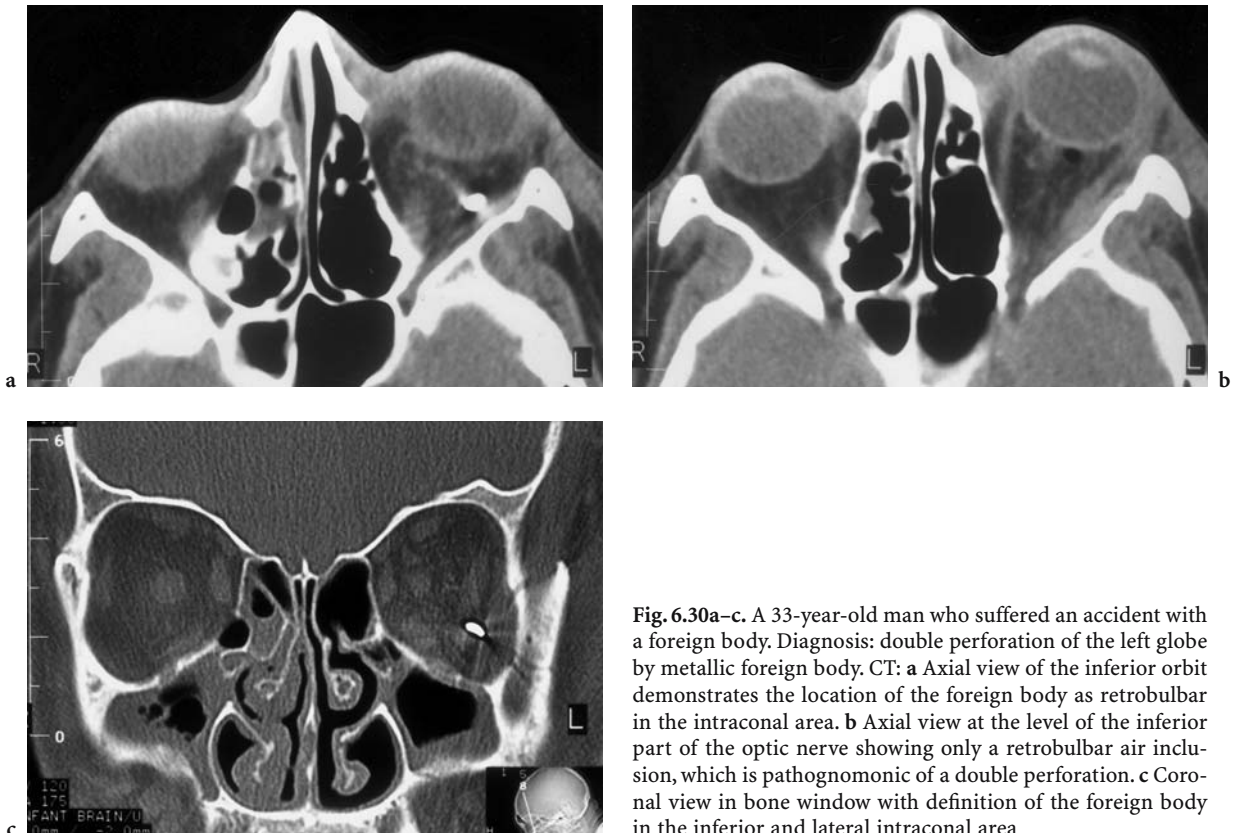 R
L
a
R
L
b
6
0
L
120
A 175
NFANT BRAIN/U
c
Fig. 6.30a–c. A 33-year-old man who suffered an accident with
a foreign body. Diagnosis: double perforation of the left globe
by metallic foreign body. CT: a Axial view of the inferior orbit
demonstrates the location of the foreign body as retrobulbar
in the intraconal area. b Axial view at the level of the inferior
part of the optic nerve showing only a retrobulbar air inclu-
sion, which is pathognomonic of a double perforation. c Coro-
nal view in bone window with definition of the foreign body
in the inferior and lateral intraconal area